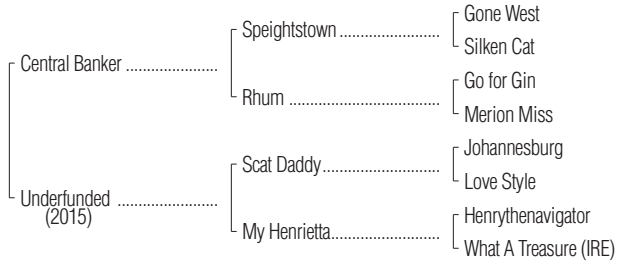 Gone West
Speightstown ....................
Silken Cat
Central Banker ..................
Go for Gin
Rhum ..............................
Merion Miss
Johannesburg
Scat Daddy.......................
Love Style
Underfunded ....................
(2015)
Henrythenavigator
My Henrietta.....................
What A Treasure (IRE)